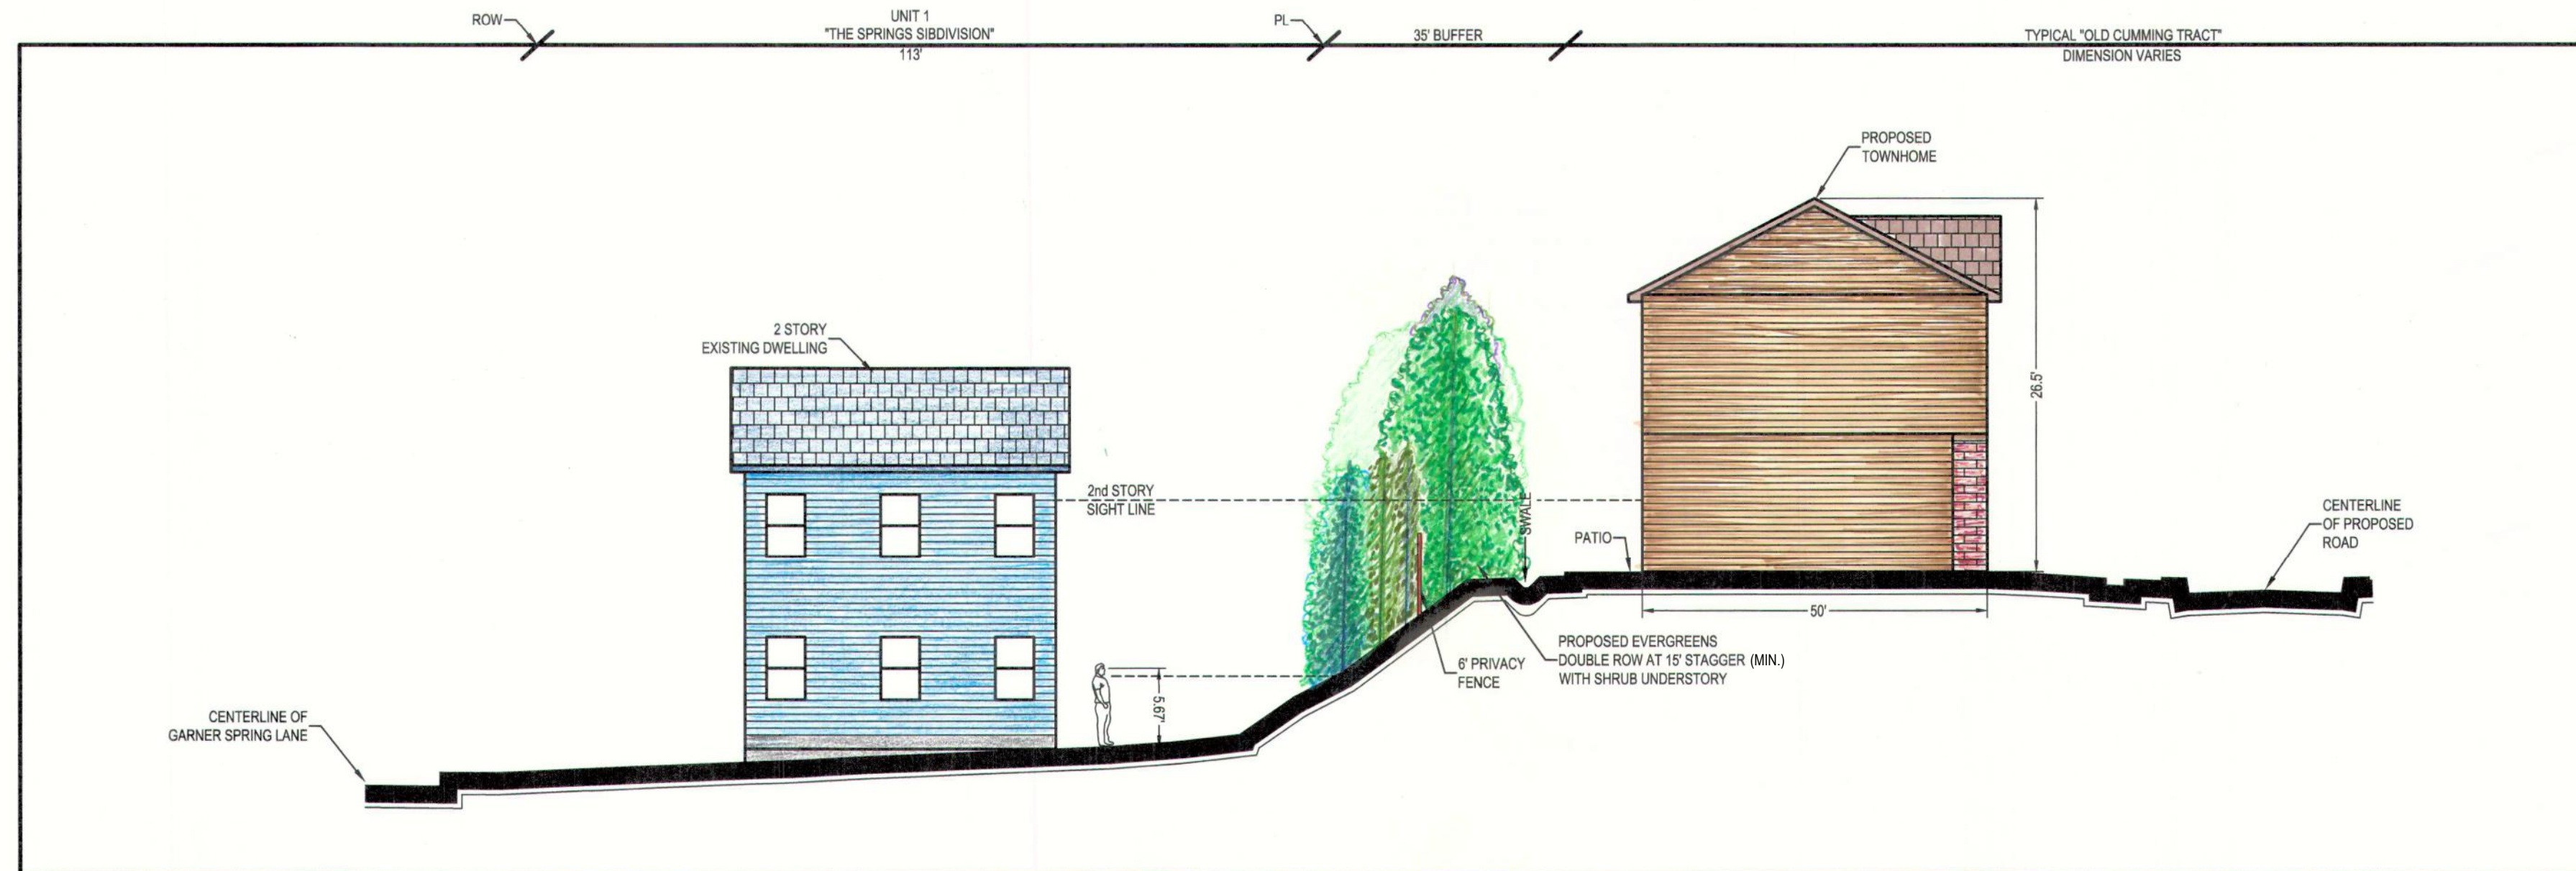 ROW
UNIT 1
"THE SPRINGS SIBDIVISION"
113'
PL
35' BUFFER
TYPICAL "OLD CUMMING TRACT"
DIMENSION VARIES
PROPOSED
TOWNHOME
2 STORY
EXISTING DWELLING
26.5'
2nd STORY
SIGHT LINE
SWALE
PATIO
CENTERLINE
OF PROPOSED
ROAD
50'
PROPOSED EVERGREENS
DOUBLE ROW AT 15' STAGGER (MIN.)
WITH SHRUB UNDERSTORY
6' PRIVACY
FENCE
5.67'
CENTERLINE OF
GARNER SPRING LANE